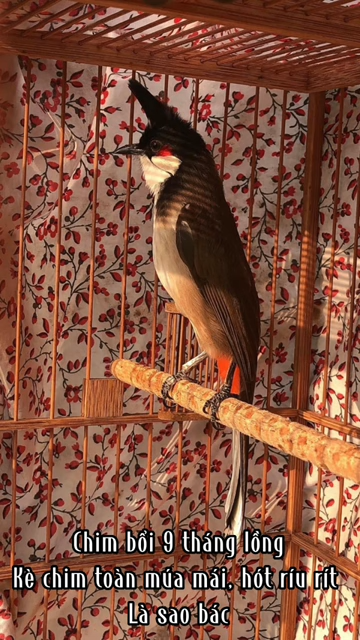 Chim bổi 9 tháng lồng
Kè chim toàn múa mái, hót ríu rít
Là sao bác